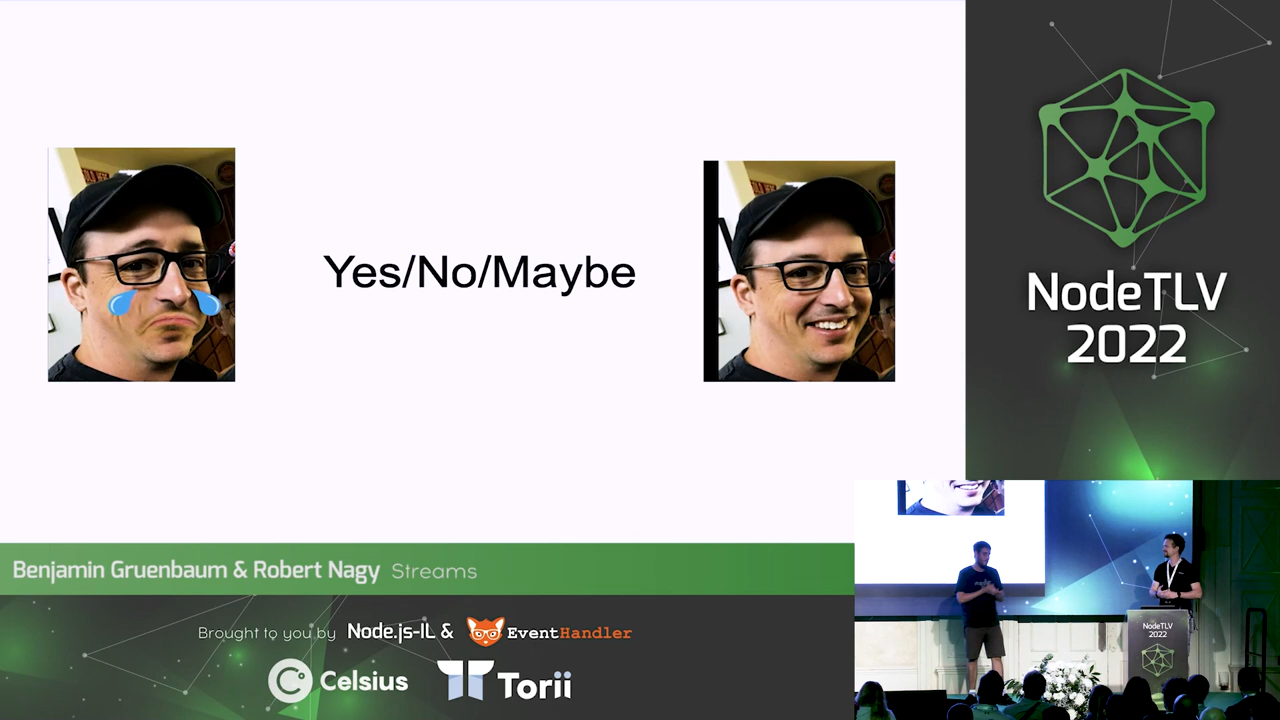 Yes/No/Maybe
NodeTLV
2022
Benjamin Gruenbaum & Robert Nagy Streams
Brought to you by Node.js-IL & EventHandler
Celsius Torii
NodeTLV
2022